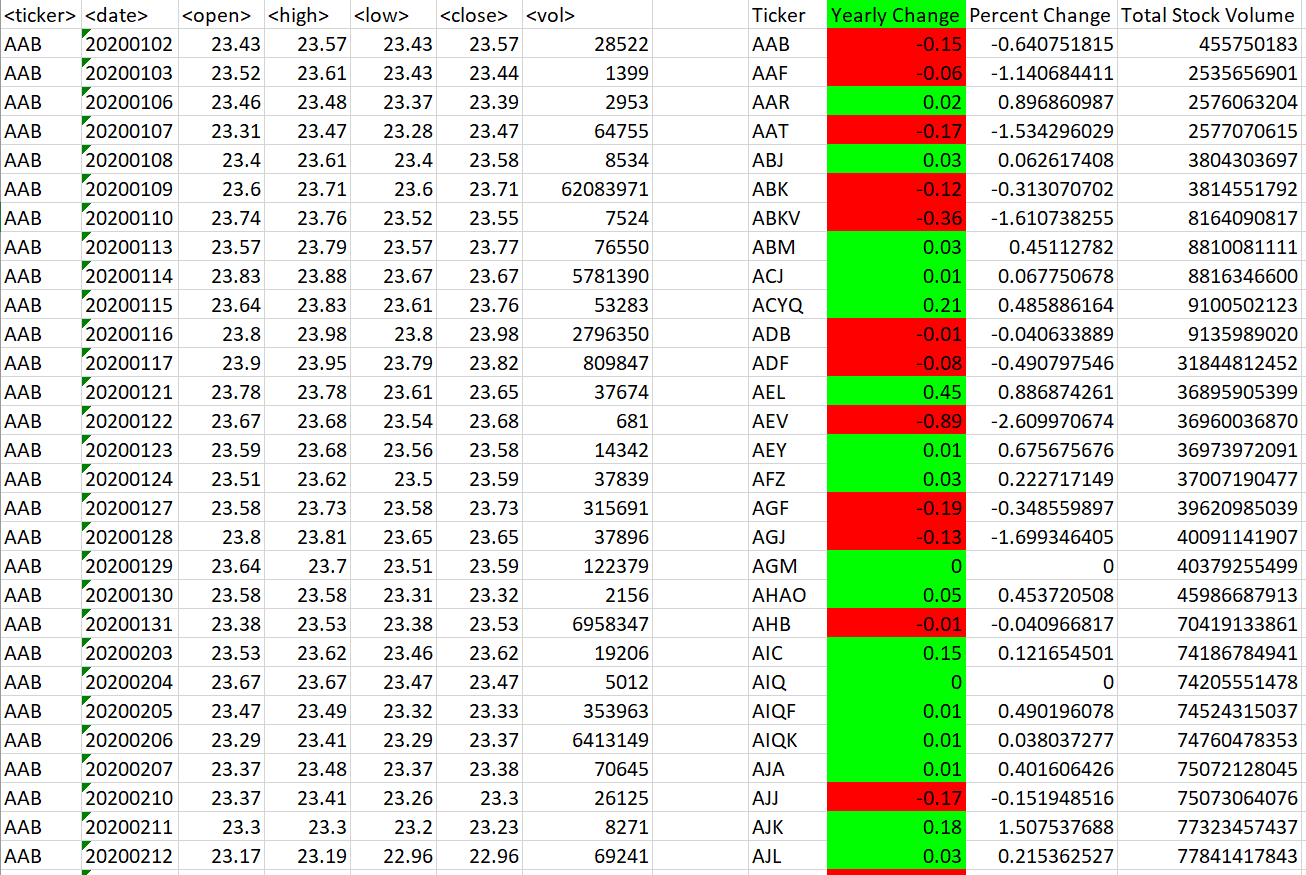 <ticker> <date> <open> <high> <low> <close> <vol> Ticker Yearly Change Percent Change Total Stock Volume
AAB 20200102 23.43 23.57 23.43 23.57 28522 AAB -0.15 -0.640751815 455750183
AAB 20200103 23.52 23.61 23.43 23.44 1399 AAF -0.06 -1.140684411 2535656901
AAB 20200106 23.46 23.48 23.37 23.39 2953 AAR 0.02 0.896860987 2576063204
AAB 20200107 23.31 23.47 23.28 23.47 64755 AAT -0.17 -1.534296029 2577070615
AAB 20200108 23.4 23.61 23.4 23.58 8534 ABJ 0.03 0.062617408 3804303697
AAB 20200109 23.6 23.71 23.6 23.71 62083971 ABK -0.12 -0.313070702 3814551792
AAB 20200110 23.74 23.76 23.52 23.55 7524 ABKV -0.36 -1.610738255 8164090817
AAB 20200113 23.57 23.79 23.57 23.77 76550 ABM 0.03 0.45112782 8810081111
AAB 20200114 23.83 23.88 23.67 23.67 5781390 ACJ 0.01 0.067750678 8816346600
AAB 20200115 23.64 23.83 23.61 23.76 53283 ACYQ 0.21 0.485886164 9100502123
AAB 20200116 23.8 23.98 23.8 23.98 2796350 ADB -0.01 -0.040633889 9135989020
AAB 20200117 23.9 23.95 23.79 23.82 809847 ADF -0.08 -0.490797546 31844812452
AAB 20200121 23.78 23.78 23.61 23.65 37674 AEL 0.45 0.886874261 36895905399
AAB 20200122 23.67 23.68 23.54 23.68 681 AEV -0.89 -2.609970674 36960036870
AAB 20200123 23.59 23.68 23.56 23.58 14342 AEY 0.01 0.675675676 36973972091
AAB 20200124 23.51 23.62 23.5 23.59 37839 AFZ 0.03 0.222717149 37007190477
AAB 20200127 23.58 23.73 23.58 23.73 315691 AGF -0.19 -0.348559897 39620985039
AAB 20200128 23.8 23.81 23.65 23.65 37896 AGJ -0.13 -1.699346405 40091141907
AAB 20200129 23.64 23.7 23.51 23.59 122379 AGM 0 0 40379255499
AAB 20200130 23.58 23.58 23.31 23.32 2156 AHAO 0.05 0.453720508 45986687913
AAB 20200131 23.38 23.53 23.38 23.53 6958347 AHB -0.01 -0.040966817 70419133861
AAB 20200203 23.53 23.62 23.46 23.62 19206 AIC 0.15 0.121654501 74186784941
AAB 20200204 23.67 23.67 23.47 23.47 5012 AIQ 0 0 74205551478
AAB 20200205 23.47 23.49 23.32 23.33 353963 AIQF 0.01 0.490196078 74524315037
AAB 20200206 23.29 23.41 23.29 23.37 6413149 AIQK 0.01 0.038037277 74760478353
AAB 20200207 23.37 23.48 23.37 23.38 70645 AJA 0.01 0.401606426 75072128045
AAB 20200210 23.37 23.41 23.26 23.3 26125 AJJ -0.17 -0.151948516 75073064076
AAB 20200211 23.3 23.3 23.2 23.23 8271 AJK 0.18 1.507537688 77323457437
AAB 20200212 23.17 23.19 22.96 22.96 69241 AJL 0.03 0.215362527 77841417843